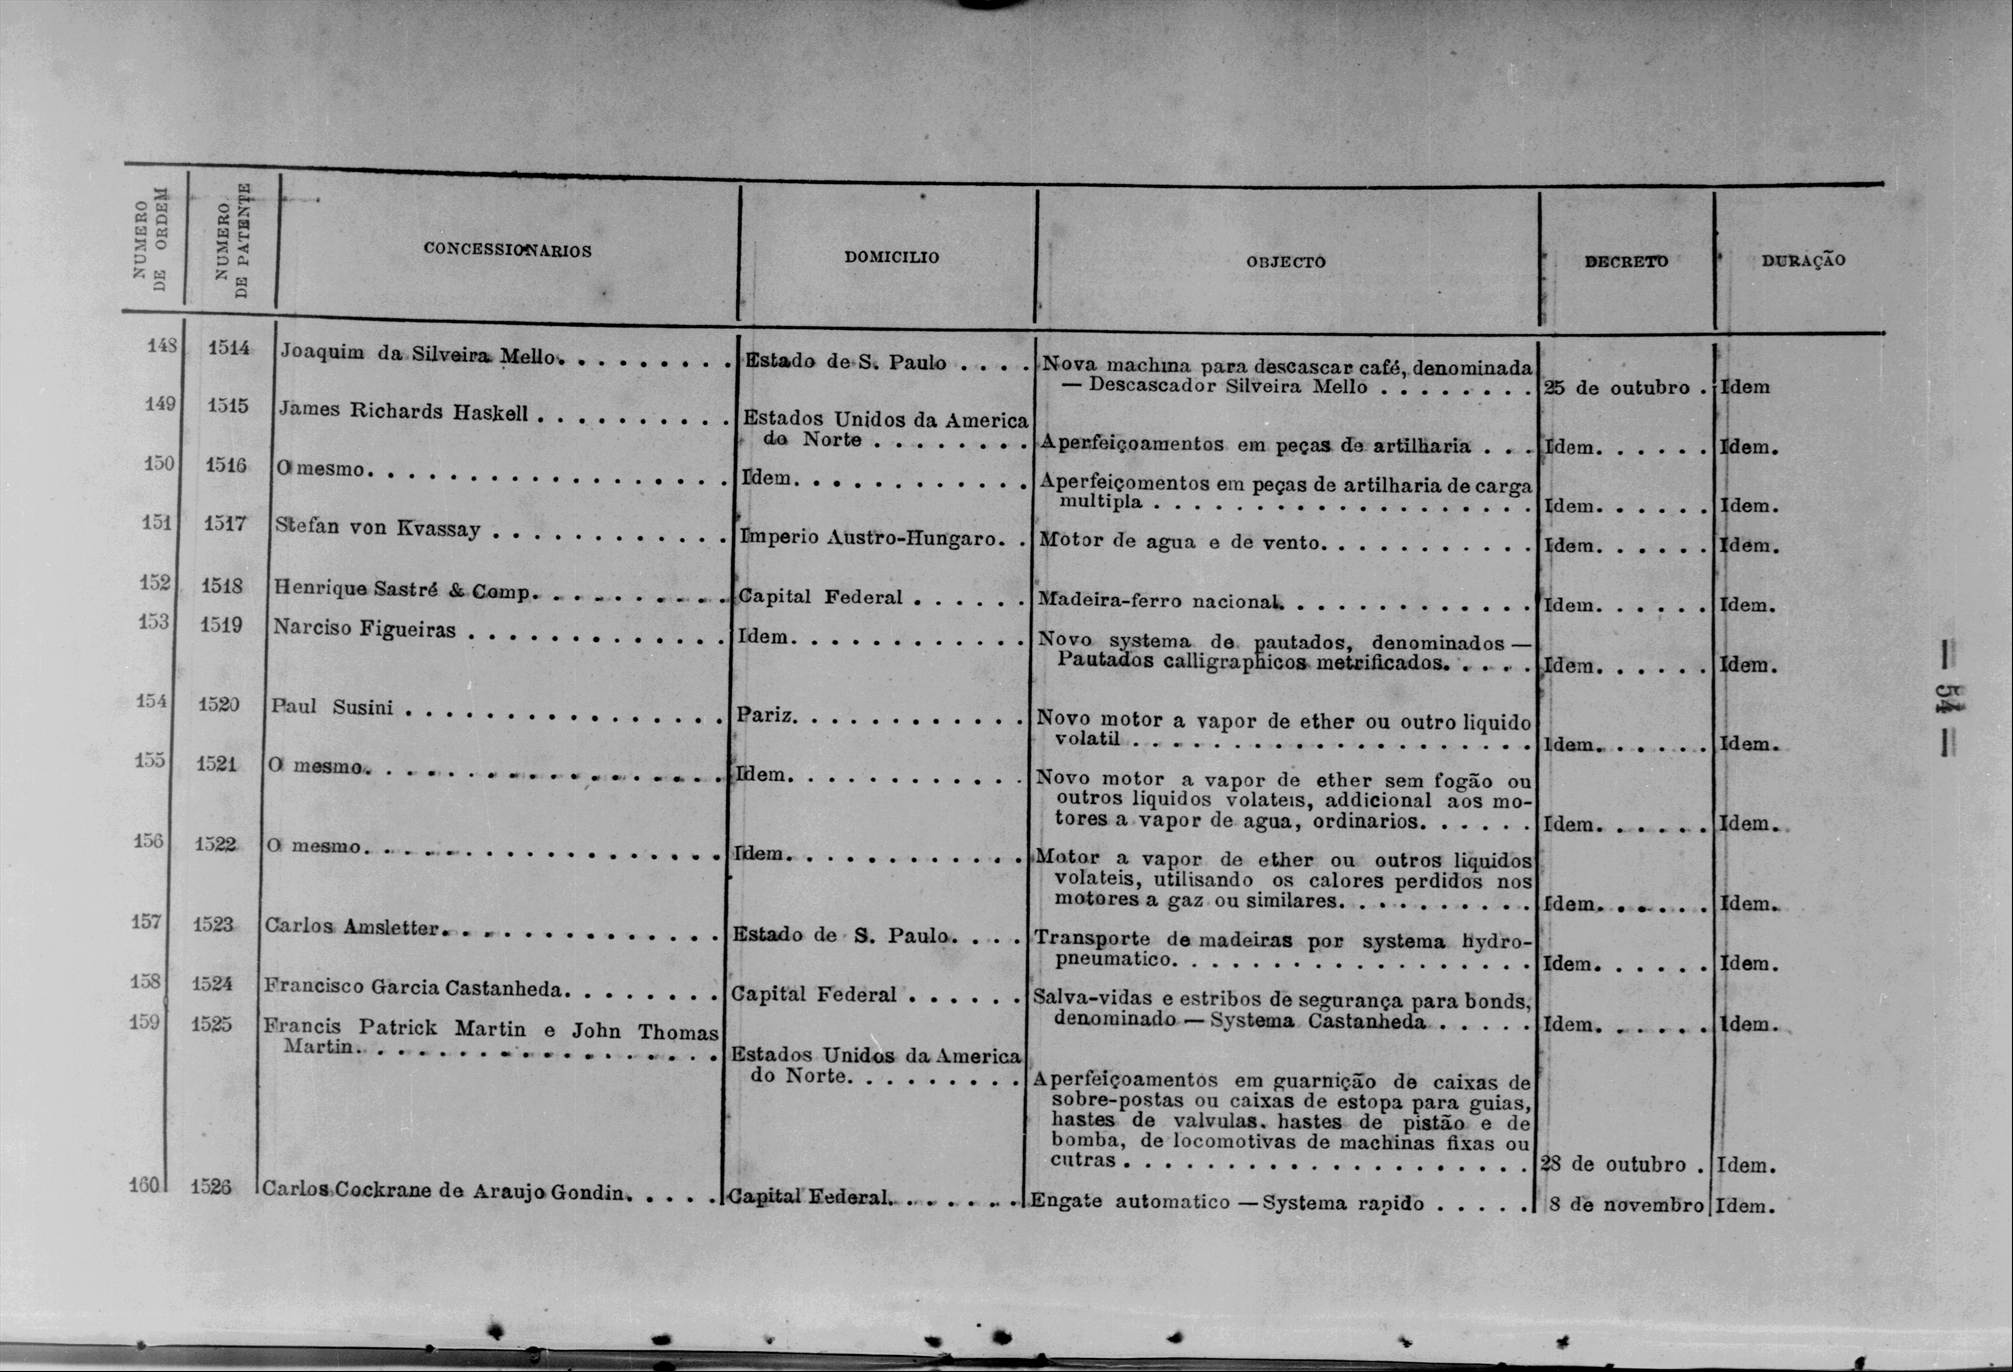 NUMERO DE ORDEM
NUMERO DE PATENTE
CONCESSIONARIOS
DOMICILIO
OBJECTO
DECRETO
DURAÇÃO
148 1514 Joaquim da Silveira Mello. . . . . . . . . Estado de S. Paulo . . . . Nova machina para descascar café, denominada
— Descascador Silveira Mello . . . . . . . . 25 de outubro . Idem
149 1515 James Richards Haskell . . . . . . . . . . Estados Unidos da America
do Norte . . . . . . . . Aperfeiçoamentos em peças de artilharia . . . Idem. . . . . . Idem.
150 1516 O mesmo. . . . . . . . . . . . . . . . . . Idem. . . . . . . . . . . . Aperfeiçomentos em peças de artilharia de carga
multipla . . . . . . . . . . . . . . . . . . . Idem. . . . . . Idem.
151 1517 Stefan von Kvassay . . . . . . . . . . . . Imperio Austro-Hungaro. . Motor de agua e de vento. . . . . . . . . . . Idem. . . . . . Idem.
152 1518 Henrique Sastré & Comp. . . . . . . . . . Capital Federal . . . . . . Madeira-ferro nacional. . . . . . . . . . . . . Idem. . . . . . Idem.
153 1519 Narciso Figueiras . . . . . . . . . . . . . Idem. . . . . . . . . . . . Novo systema de pautados, denominados —
Pautados calligraphicos metrificados. . . . . Idem. . . . . . Idem.
154 1520 Paul Susini . . . . . . . . . . . . . . . . Pariz. . . . . . . . . . . . Novo motor a vapor de ether ou outro liquido
volatil . . . . . . . . . . . . . . . . . . . . Idem. . . . . . Idem.
155 1521 O mesmo. . . . . . . . . . . . . . . . . . Idem. . . . . . . . . . . . Novo motor a vapor de ether sem fogão ou
outros liquidos volateis, addicional aos mo-
tores a vapor de agua, ordinarios. . . . . . Idem. . . . . . Idem.
156 1522 O mesmo. . . . . . . . . . . . . . . . . . Idem. . . . . . . . . . . . Motor a vapor de ether ou outros liquidos
volateis, utilisando os calores perdidos nos
motores a gaz ou similares. . . . . . . . . . Idem. . . . . . Idem.
157 1523 Carlos Amsletter. . . . . . . . . . . . . . Estado de S. Paulo. . . . Transporte de madeiras por systema hydro-
pneumatico. . . . . . . . . . . . . . . . . . Idem. . . . . . Idem.
158 1524 Francisco Garcia Castanheda. . . . . . . . Capital Federal . . . . . . Salva-vidas e estribos de segurança para bonds,
denominado — Systema Castanheda . . . . . Idem. . . . . . Idem.
159 1525 Francis Patrick Martin e John Thomas
Martin. . . . . . . . . . . . . . . . . . . Estados Unidos da America
do Norte. . . . . . . . . Aperfeiçoamentos em guarnição de caixas de
sobre-postas ou caixas de estopa para guias,
hastes de valvulas. hastes de pistão e de
bomba, de locomotivas de machinas fixas ou
cutras . . . . . . . . . . . . . . . . . . . . 28 de outubro . Idem.
160 1526 Carlos Cockrane de Araujo Gondin. . . . . Capital Federal. . . . . . . Engate automatico — Systema rapido . . . . . 8 de novembro Idem.
— 54 —